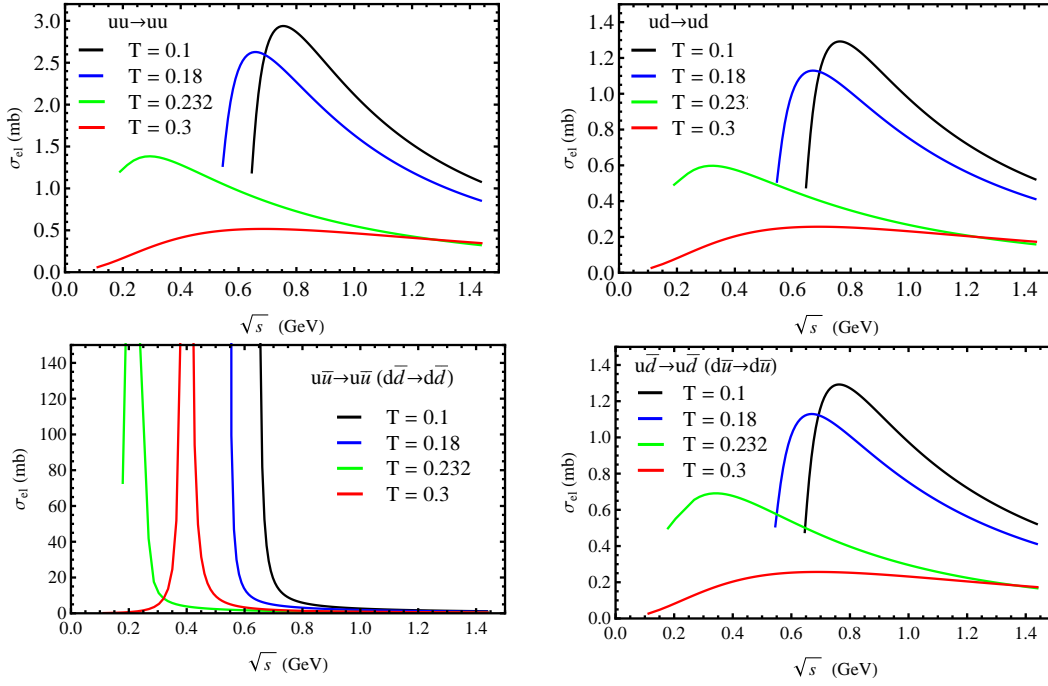 uu→uu
T = 0.1
T = 0.18
T = 0.232
T = 0.3
σel (mb)
3.0
2.5
2.0
1.5
1.0
0.5
0.0
0.0 0.2 0.4 0.6 0.8 1.0 1.2 1.4
√s (GeV)
ud→ud
T = 0.1
T = 0.18
T = 0.23
T = 0.3
σel (mb)
1.4
1.2
1.0
0.8
0.6
0.4
0.2
0.0
0.0 0.2 0.4 0.6 0.8 1.0 1.2 1.4
√s (GeV)
uu̅→uu̅ (dd̅→dd̅)
T = 0.1
T = 0.18
T = 0.232
T = 0.3
σel (mb)
140
120
100
80
60
40
20
0
0.0 0.2 0.4 0.6 0.8 1.0 1.2 1.4
√s (GeV)
ud̅→ud̅ (du̅→du̅)
T = 0.1
T = 0.18
T = 0.232
T = 0.3
σel (mb)
1.4
1.2
1.0
0.8
0.6
0.4
0.2
0.0
0.0 0.2 0.4 0.6 0.8 1.0 1.2 1.4
√s (GeV)